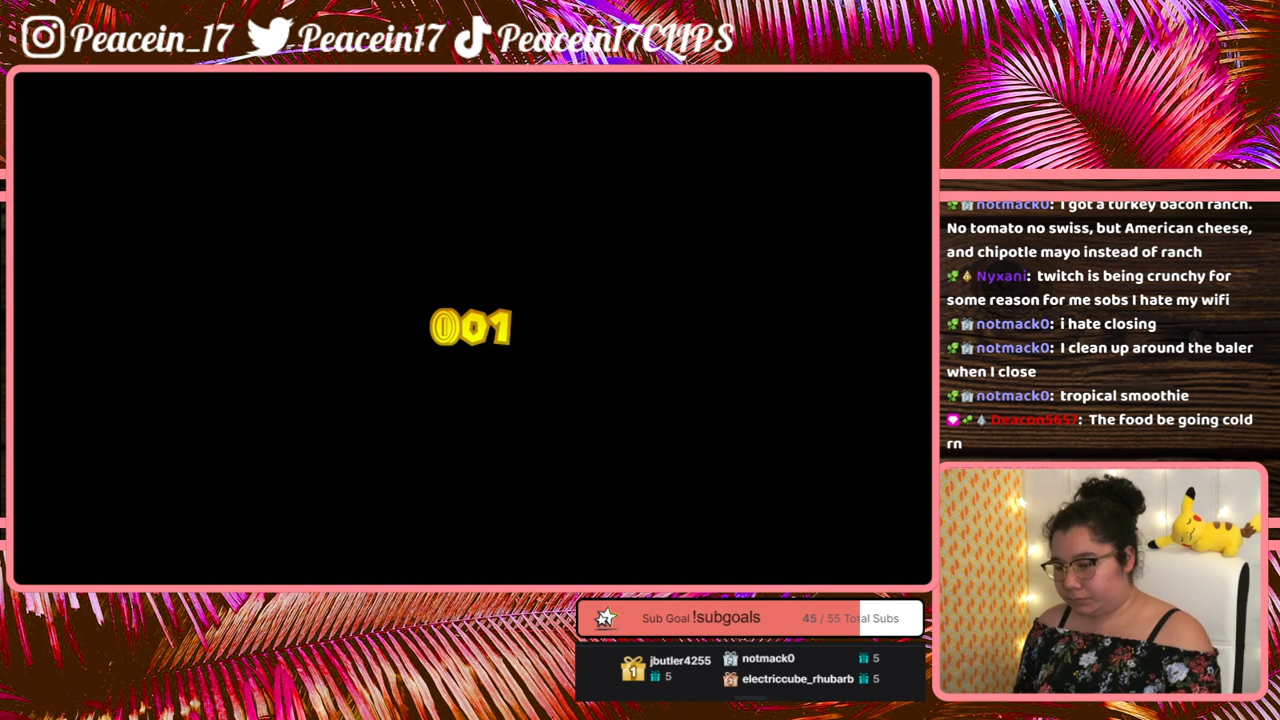 Peacein_17 Peacein17 Peacein17CLIPS
notmack0: I got a turkey bacon ranch.
No tomato no swiss, but American cheese,
and chipotle mayo instead of ranch
Nyxani: twitch is being crunchy for
some reason for me sobs I hate my wifi
notmack0: i hate closing
notmack0: I clean up around the baler
when I close
notmack0: tropical smoothie
Deacon5657: The food be going cold
rn
001
Sub Goal !subgoals 45 / 55 Total Subs
1 jbutler4255 5
2 notmack0 5
3 electriccube_rhubarb 5